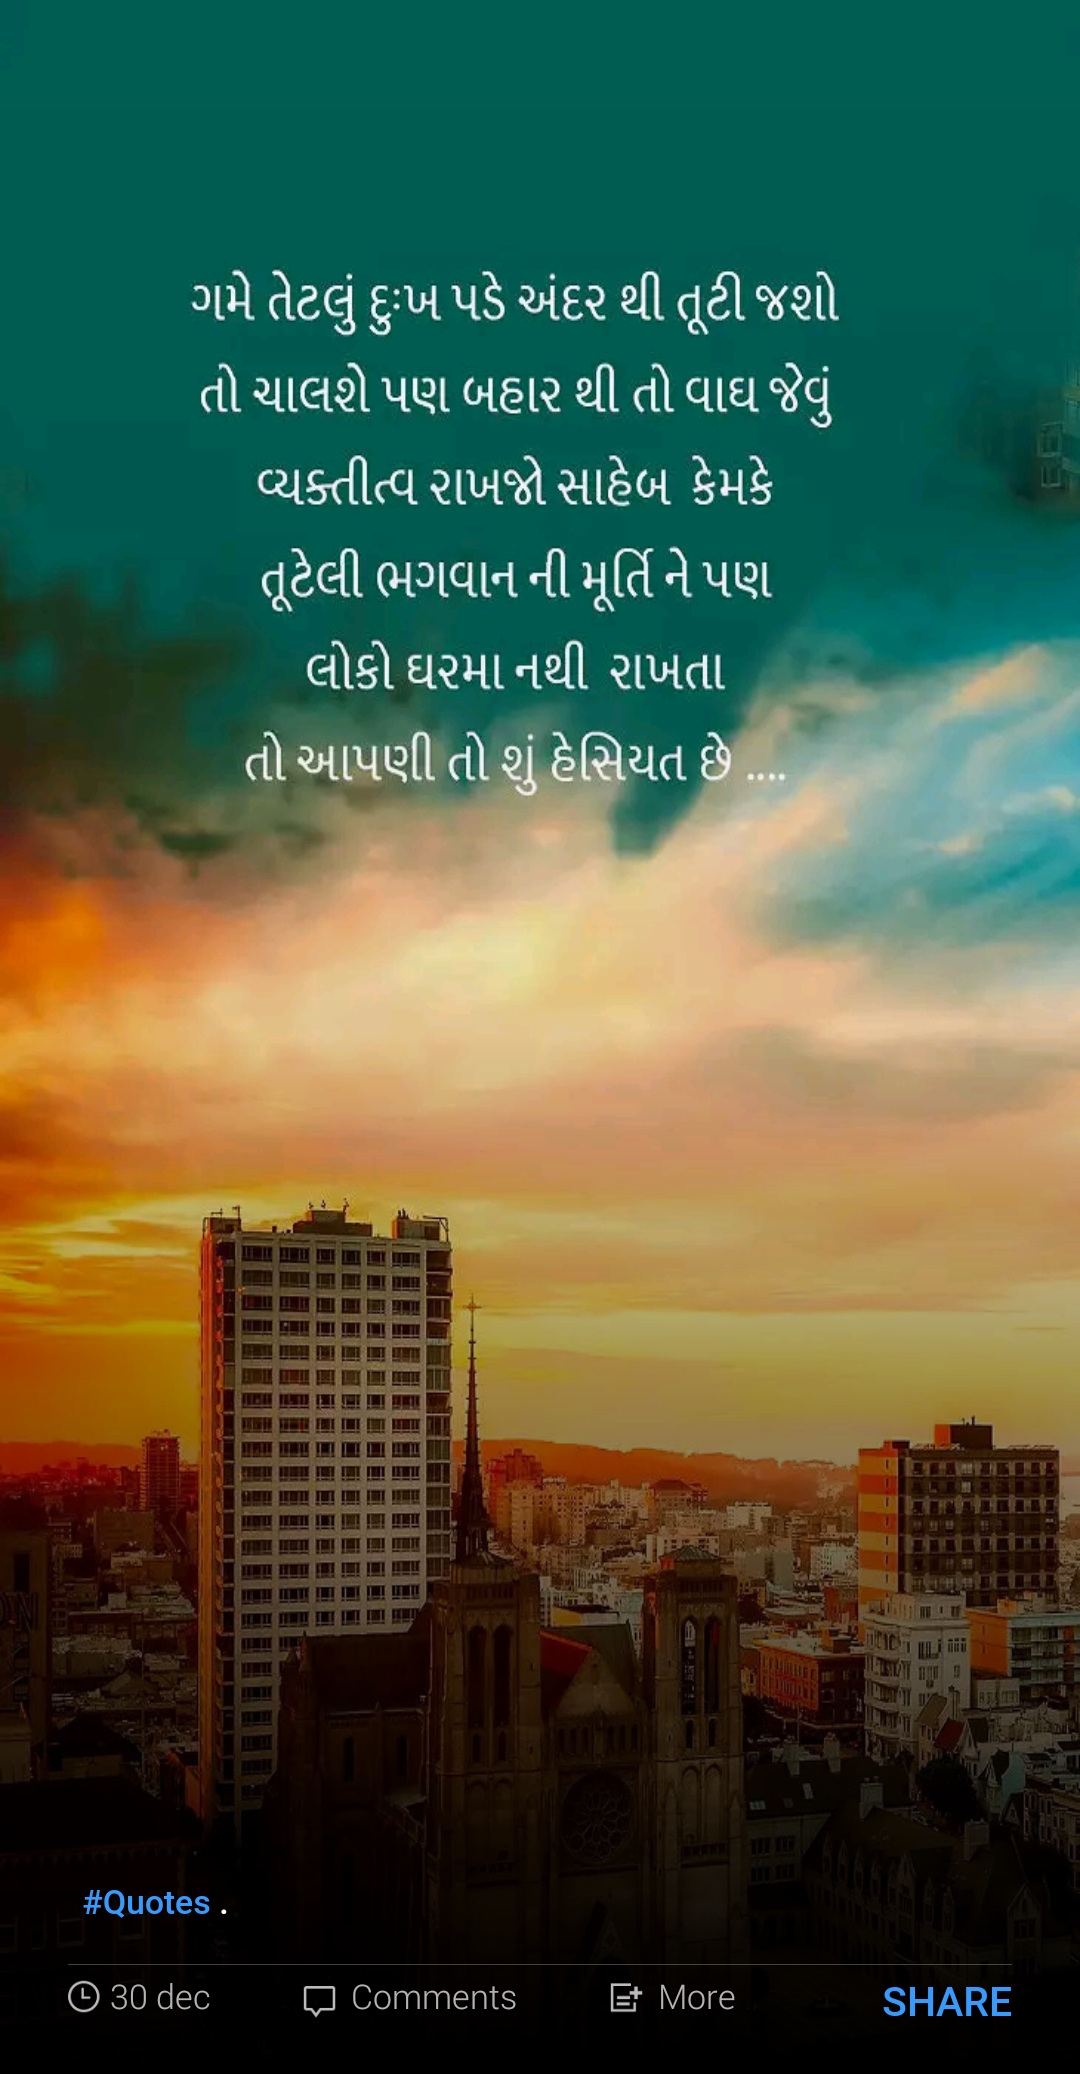 ગમે તેટલું દુઃખ પડે અંદર થી તૂટી જશો
તો ચાલશે પણ બહાર થી તો વાઘ જેવું
વ્યક્તીત્વ રાખજો સાહેબ કેમકે
તૂટેલી ભગવાન ની મૂર્તિ ને પણ
લોકો ઘરમા નથી રાખતા
તો આપણી તો શું હેસિયત છે ....
#Quotes .
30 dec Comments More SHARE